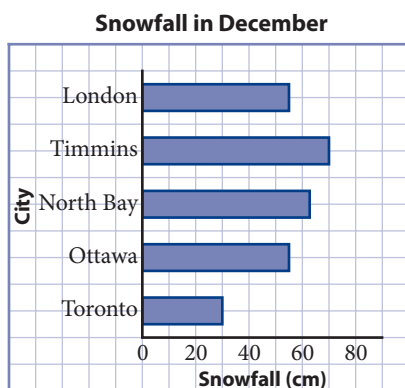 Snowfall in December
City
London
Timmins
North Bay
Ottawa
Toronto
0 20 40 60 80
Snowfall (cm)